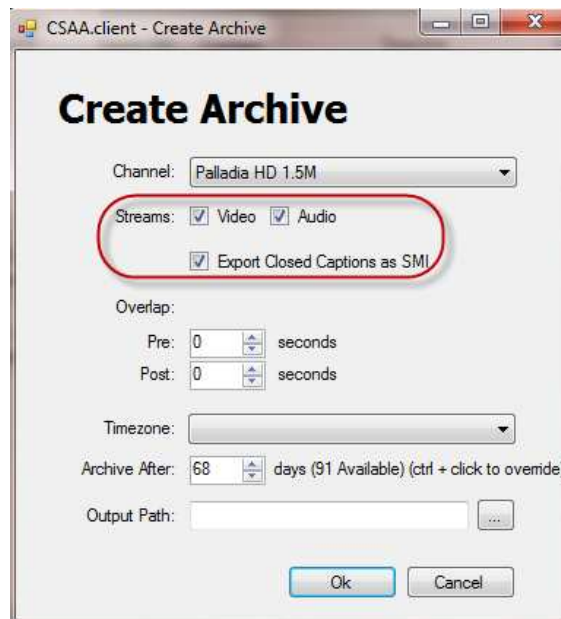 CSAA.client - Create Archive
Create Archive
Channel: Palladia HD 1.5M
Streams: Video Audio
Export Closed Captions as SMI
Overlap:
Pre: 0 seconds
Post: 0 seconds
Timezone:
Archive After: 68 days (91 Available) (ctrl + click to override
Output Path: ...
Ok Cancel